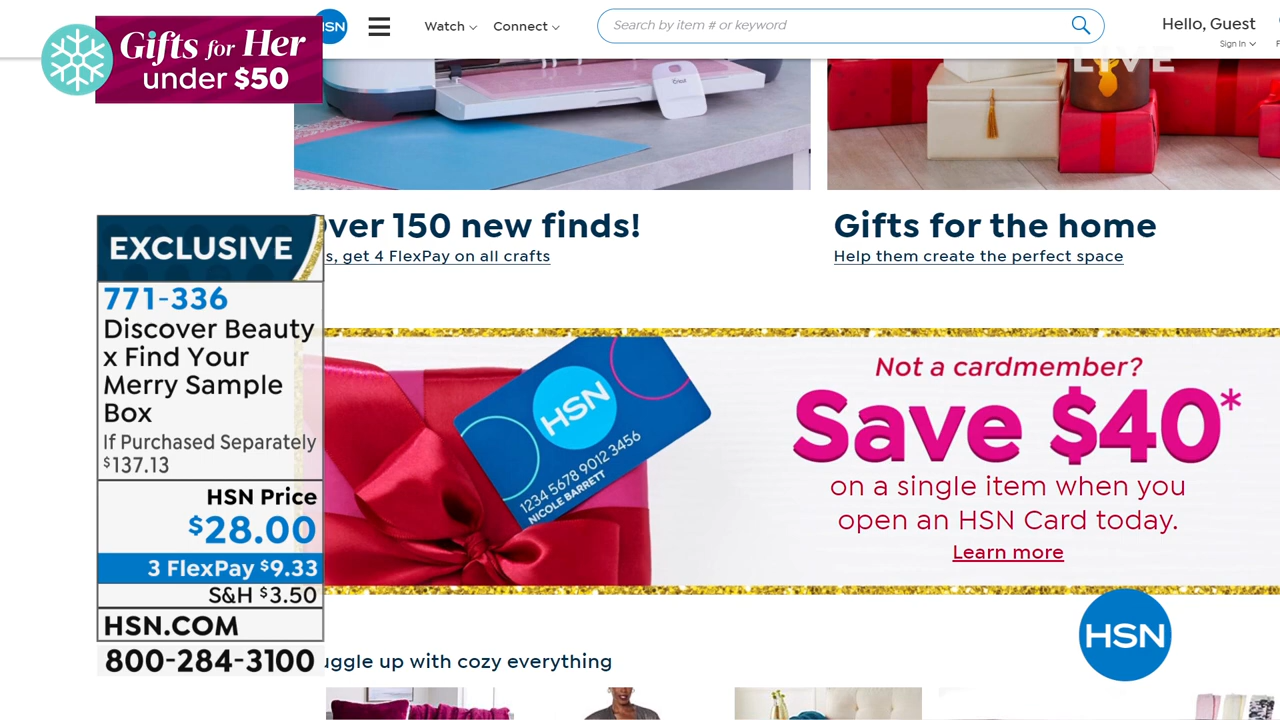 Gifts for Her
under $50
HSN
Watch
Connect
Search by item # or keyword
Hello, Guest
Sign In
LIVE
cricut
over 150 new finds!
s, get 4 FlexPay on all crafts
Gifts for the home
Help them create the perfect space
EXCLUSIVE
771-336
Discover Beauty
x Find Your
Merry Sample
Box
If Purchased Separately
$137.13
HSN Price
$28.00
3 FlexPay $9.33
S&H $3.50
HSN.COM
800-284-3100
HSN
1234 5678 9012 3456
NICOLE BARRETT
Not a cardmember?
Save $40*
on a single item when you
open an HSN Card today.
Learn more
HSN
uggle up with cozy everything